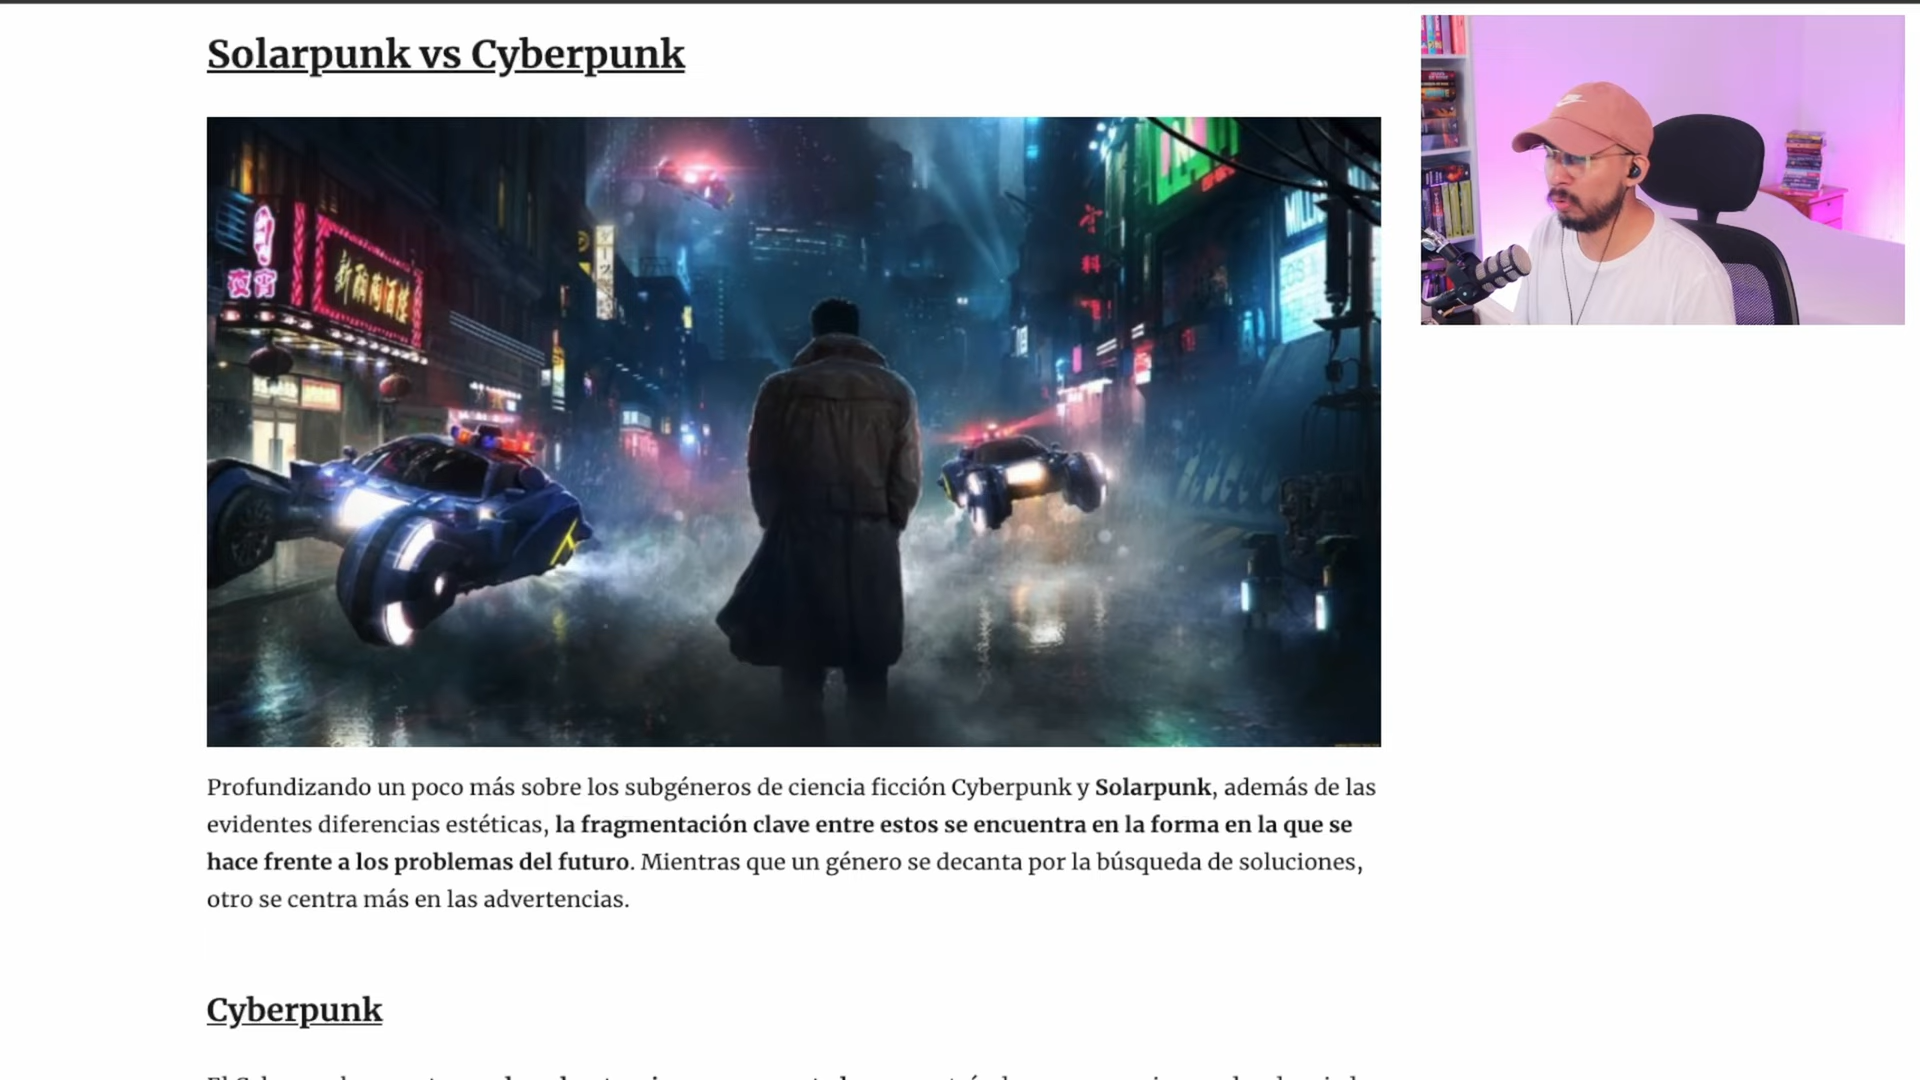 Solarpunk vs Cyberpunk
夜宵
科
Profundizando un poco más sobre los subgéneros de ciencia ficción Cyberpunk y Solarpunk, además de las
evidentes diferencias estéticas, la fragmentación clave entre estos se encuentra en la forma en la que se
hace frente a los problemas del futuro. Mientras que un género se decanta por la búsqueda de soluciones,
otro se centra más en las advertencias.
Cyberpunk